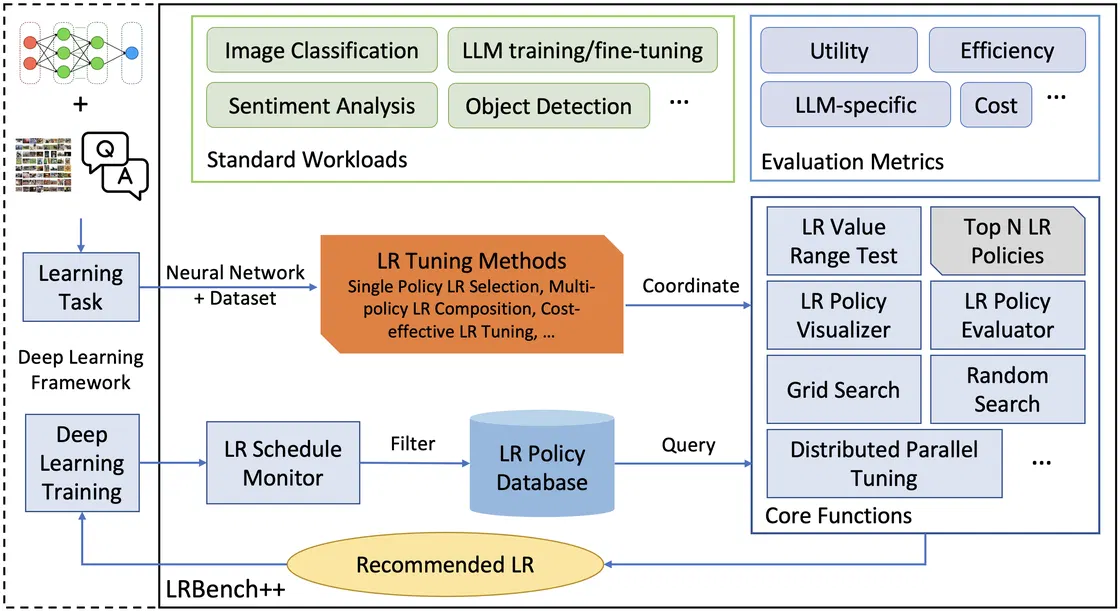 Q
A
Learning
Task
Deep Learning
Framework
Deep
Learning
Training
Image Classification
LLM training/fine-tuning
Sentiment Analysis
Object Detection
...
Standard Workloads
Utility
Efficiency
LLM-specific
Cost
...
Evaluation Metrics
Neural Network
+ Dataset
LR Tuning Methods
Single Policy LR Selection, Multi-
policy LR Composition, Cost-
effective LR Tuning, ...
Coordinate
LR Value
Range Test
Top N LR
Policies
LR Policy
Visualizer
LR Policy
Evaluator
Grid Search
Random
Search
Distributed Parallel
Tuning
...
Core Functions
LR Schedule
Monitor
Filter
LR Policy
Database
Query
Recommended LR
LRBench++